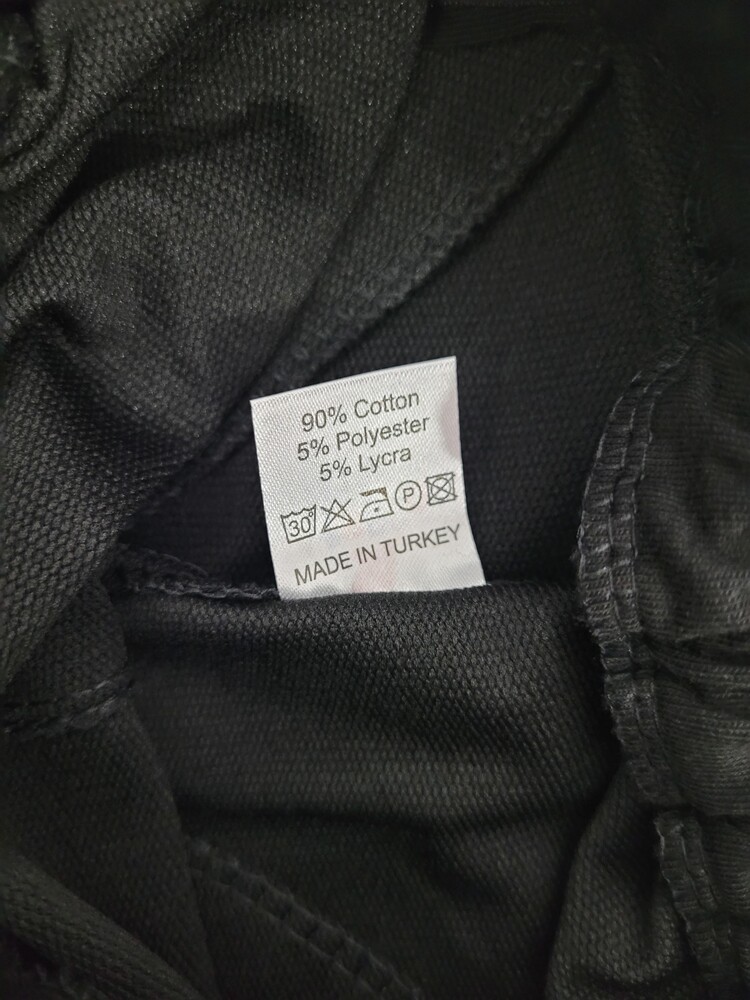 90% Cotton
5% Polyester
5% Lycra
30° P
MADE IN TURKEY